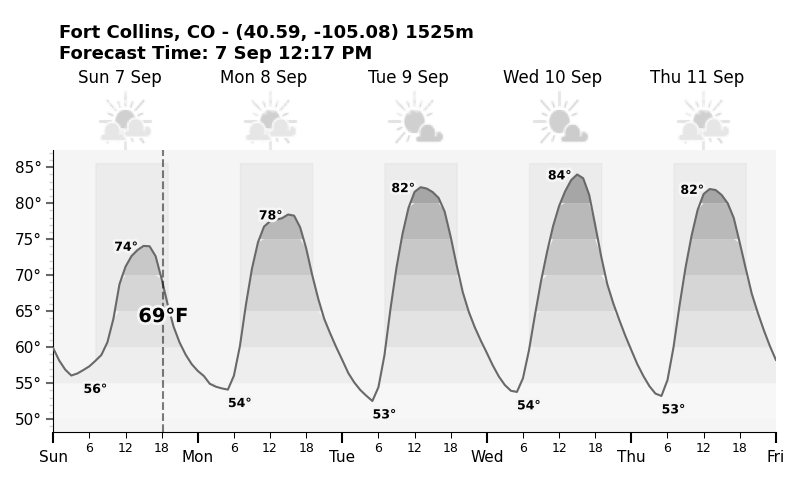 Fort Collins, CO - (40.59, -105.08) 1525m
Forecast Time: 7 Sep 12:17 PM
Sun 7 Sep Mon 8 Sep Tue 9 Sep Wed 10 Sep Thu 11 Sep
85°
80°
75°
70°
65°
60°
55°
50°
74° 78° 82° 84° 82°
69°F
56° 54° 53° 54° 53°
6 12 18 6 12 18 6 12 18 6 12 18 6 12 18
Sun Mon Tue Wed Thu Fri